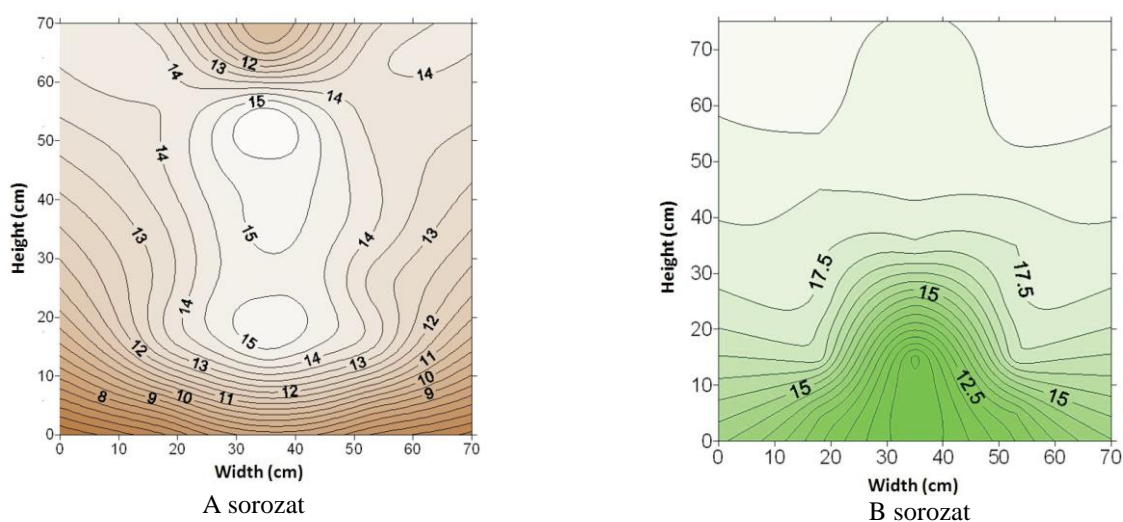 70
60
50
40
30
20
10
0
Height (cm)
13 12 14
14
15 14
14
13 15 14 13
14
12 15 12
13 14 13
12 11
10
8 9 10 11 9
0 10 20 30 40 50 60 70
Width (cm)
A sorozat
70
60
50
40
30
20
10
0
Height (cm)
17.5 17.5
15
15 12.5 15
0 10 20 30 40 50 60 70
Width (cm)
B sorozat